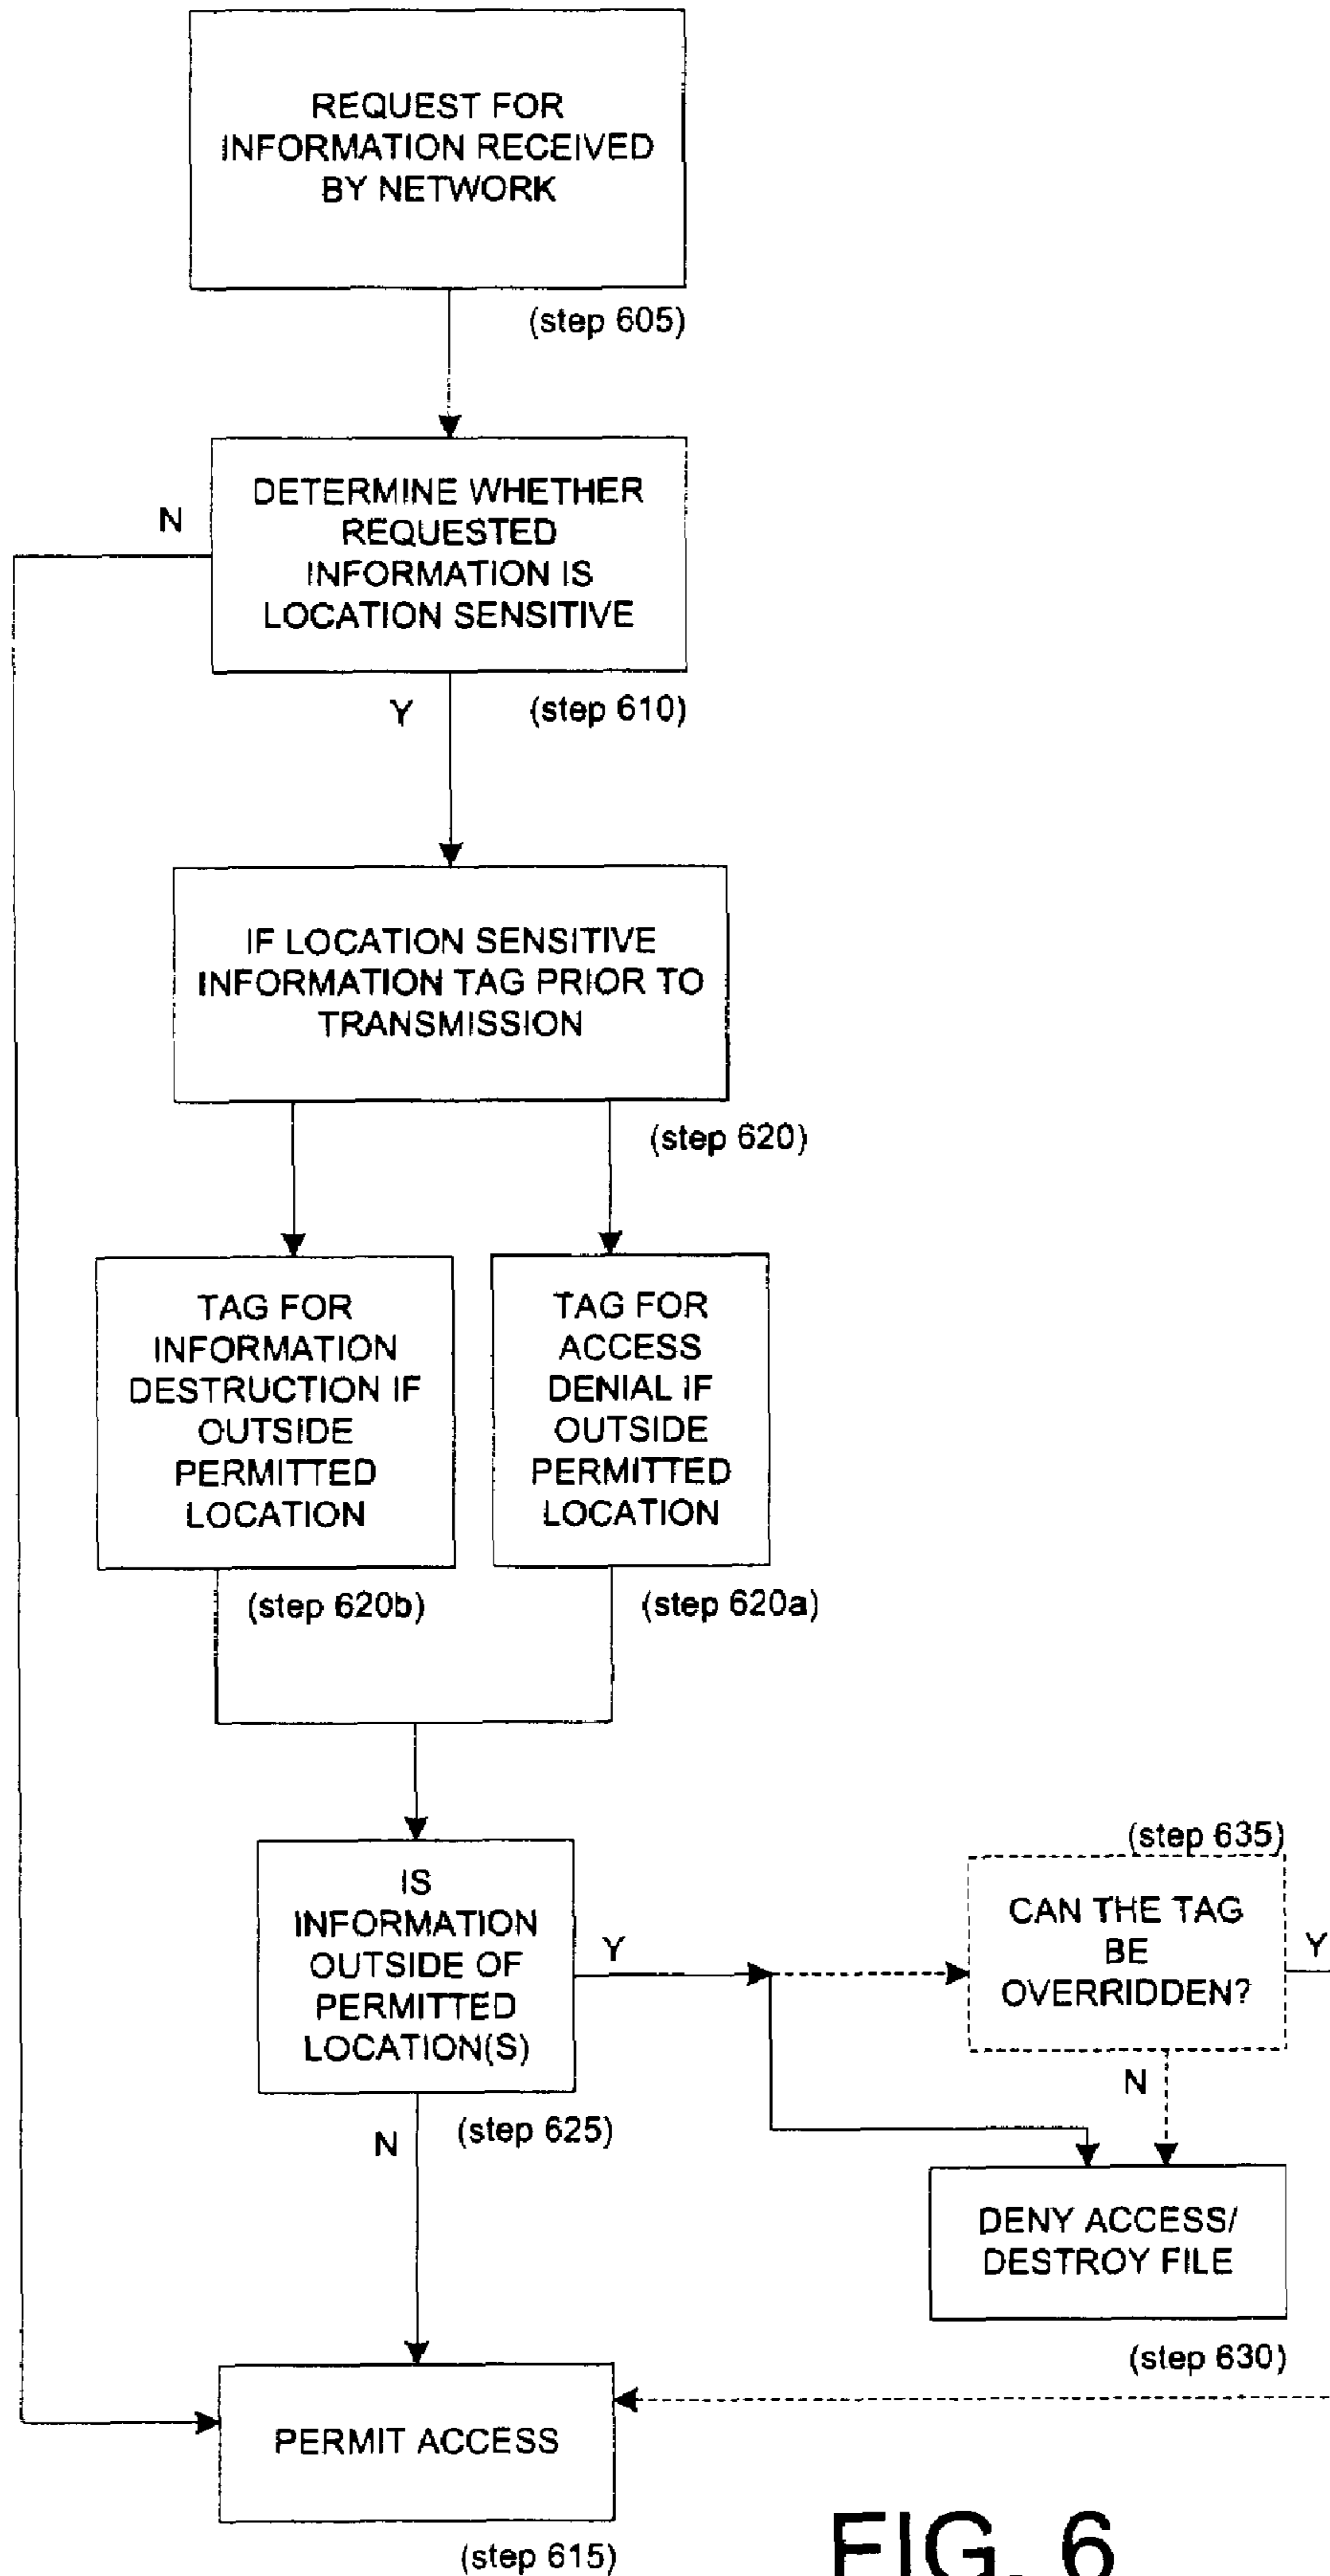 REQUEST FOR
INFORMATION RECEIVED
BY NETWORK
(step 605)
N
DETERMINE WHETHER
REQUESTED
INFORMATION IS
LOCATION SENSITIVE
Y
(step 610)
IF LOCATION SENSITIVE
INFORMATION TAG PRIOR TO
TRANSMISSION
(step 620)
TAG FOR
INFORMATION
DESTRUCTION IF
OUTSIDE
PERMITTED
LOCATION
(step 620b)
TAG FOR
ACCESS
DENIAL IF
OUTSIDE
PERMITTED
LOCATION
(step 620a)
IS
INFORMATION
OUTSIDE OF
PERMITTED
LOCATION(S)
Y
N
(step 625)
(step 635)
CAN THE TAG
BE
OVERRIDDEN?
Y
N
DENY ACCESS/
DESTROY FILE
(step 630)
PERMIT ACCESS
(step 615)
FIG. 6